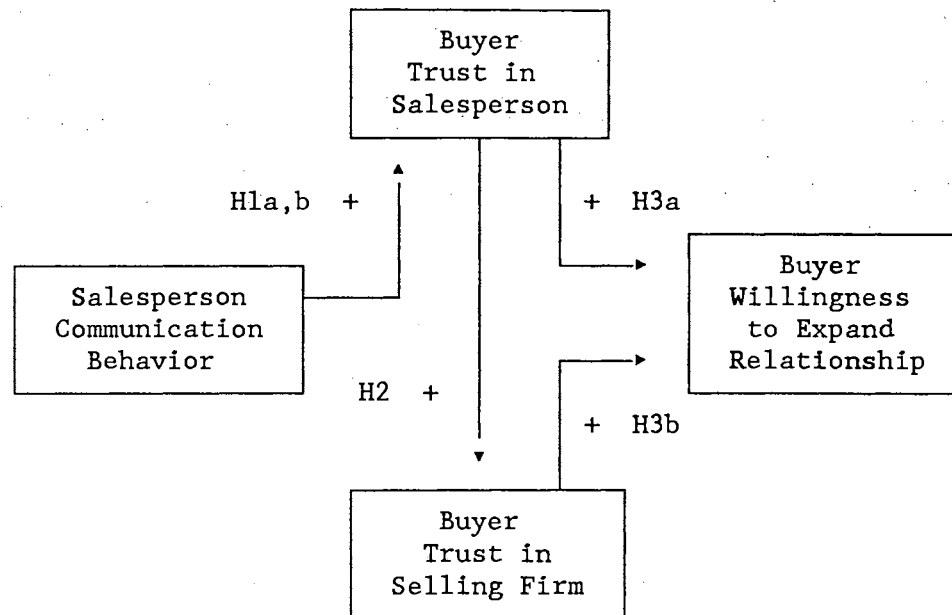 Buyer
Trust in
Salesperson
H1a,b +
+ H3a
Salesperson
Communication
Behavior
Buyer
Willingness
to Expand
Relationship
H2 +
+ H3b
Buyer
Trust in
Selling Firm